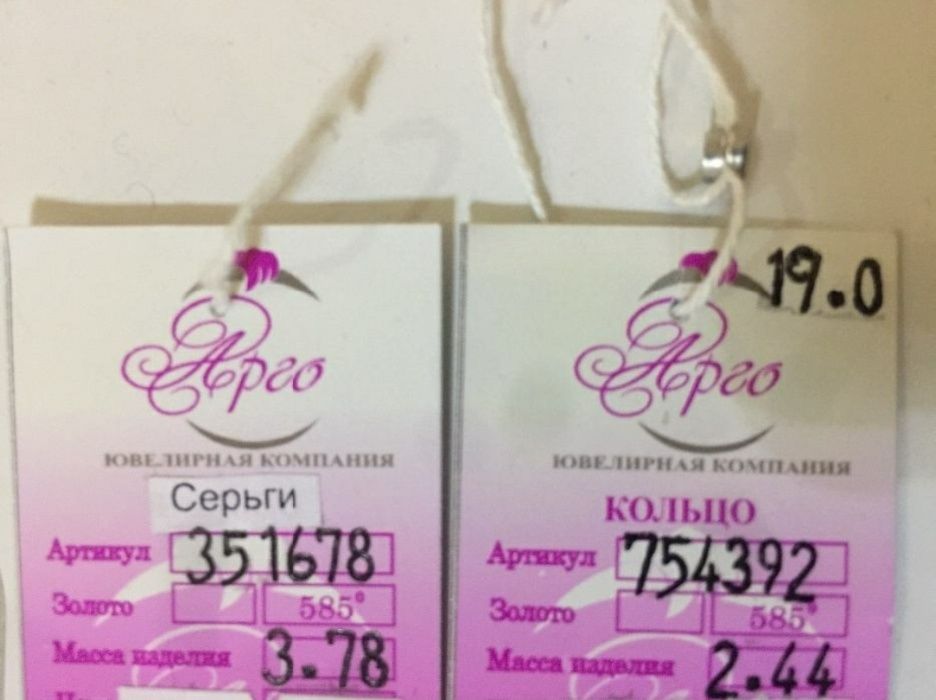 Арго
ЮВЕЛИРНАЯ КОМПАНИЯ
Серьги
Артикул 351678
Золото 585°
Масса изделия 3.78
19.0
Арго
ЮВЕЛИРНАЯ КОМПАНИЯ
КОЛЬЦО
Артикул 754392
Золото 585°
Масса изделия 2.44